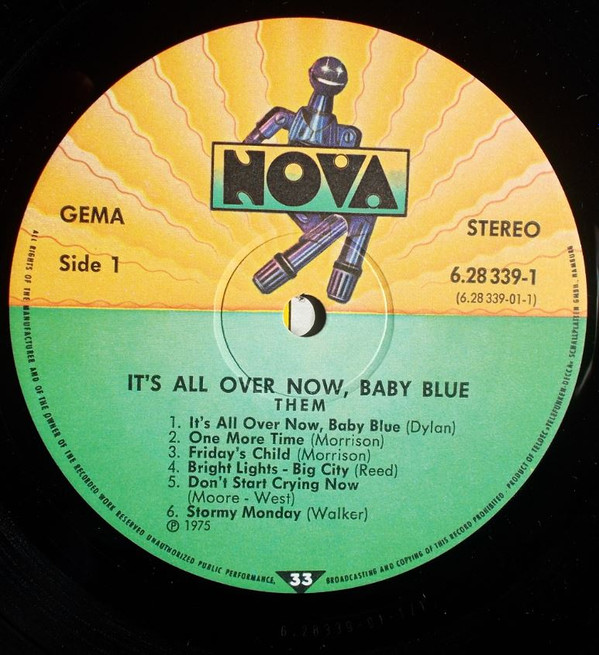 NOVA
GEMA
STEREO
Side 1
6.28 339-1
(6.28 339-01-1)
IT'S ALL OVER NOW, BABY BLUE
THEM
1. It's All Over Now, Baby Blue (Dylan)
2. One More Time (Morrison)
3. Friday's Child (Morrison)
4. Bright Lights - Big City (Reed)
5. Don't Start Crying Now
(Moore - West)
6. Stormy Monday (Walker)
Ⓟ 1975
ALL RIGHTS OF THE MANUFACTURER AND OF THE OWNER OF THE RECORDED WORK RESERVED UNAUTHORIZED PUBLIC PERFORMANCE,
33
BROADCASTING AND COPYING OF THIS RECORD PROHIBITED · PRODUCT OF TELDEC »TELEFUNKEN-DECCA« SCHALLPLATTEN GMBH, HAMBURG